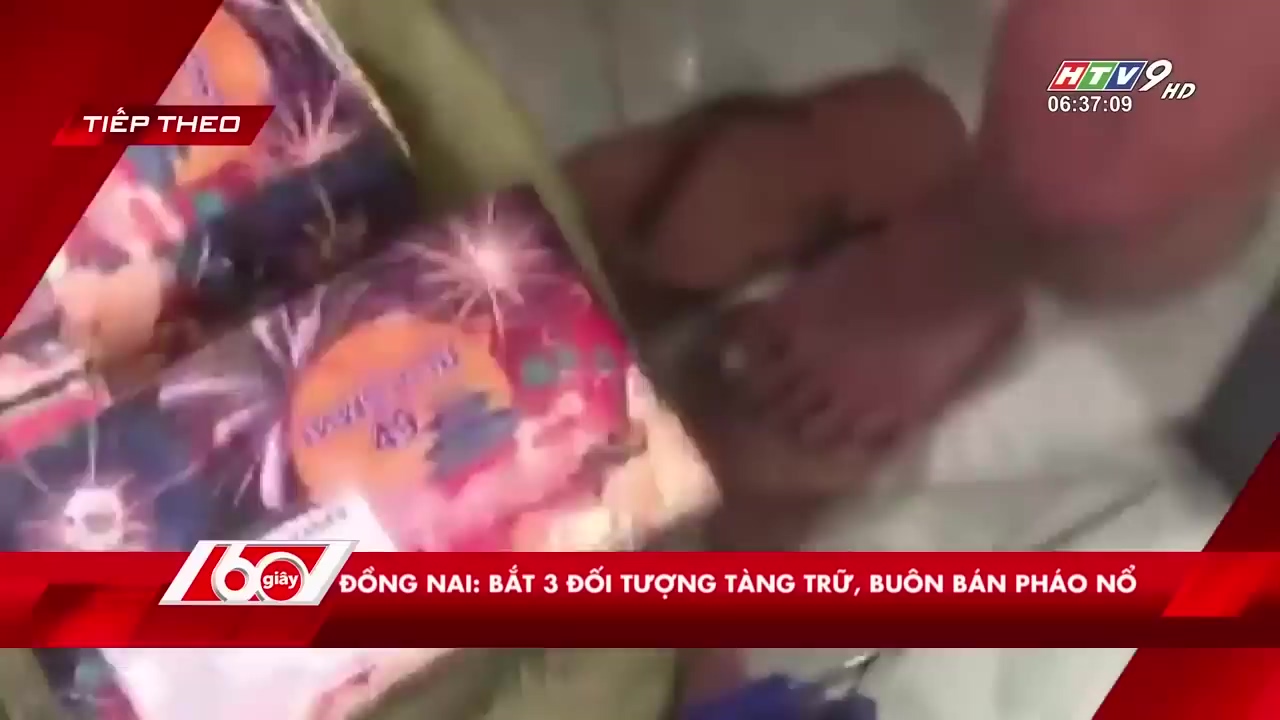 HTV9 HD
06:37:09
TIẾP THEO
49
60 giây
ĐỒNG NAI: BẮT 3 ĐỐI TƯỢNG TÀNG TRỮ, BUÔN BÁN PHÁO NỔ